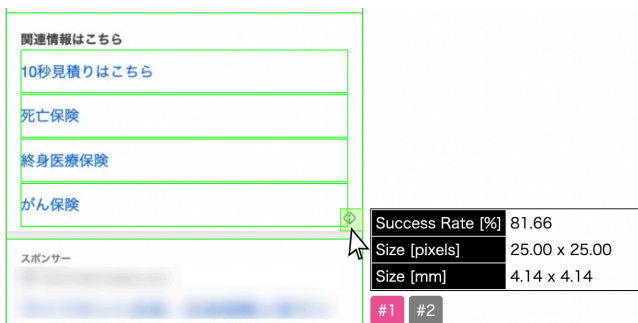 関連情報はこちら
10秒見積りはこちら
死亡保険
終身医療保険
がん保険
スポンサー
Success Rate [%] 81.66
Size [pixels] 25.00 x 25.00
Size [mm] 4.14 x 4.14
#1 #2